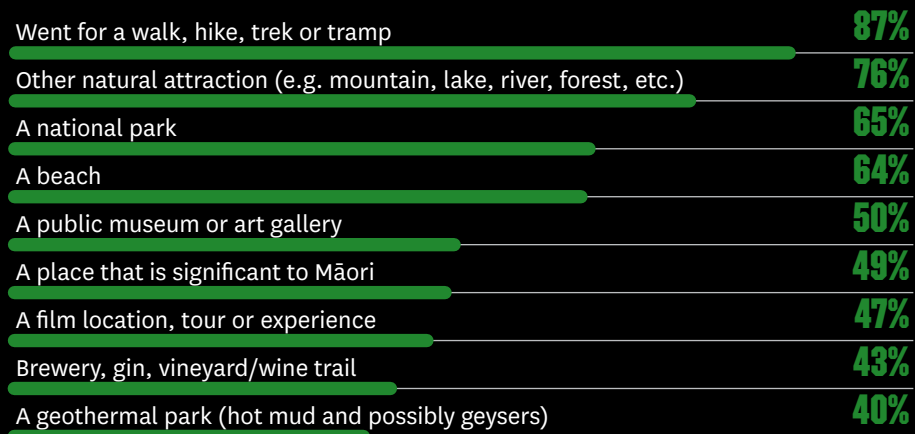 Went for a walk, hike, trek or tramp 87%
Other natural attraction (e.g. mountain, lake, river, forest, etc.) 76%
A national park 65%
A beach 64%
A public museum or art gallery 50%
A place that is significant to Māori 49%
A film location, tour or experience 47%
Brewery, gin, vineyard/wine trail 43%
A geothermal park (hot mud and possibly geysers) 40%